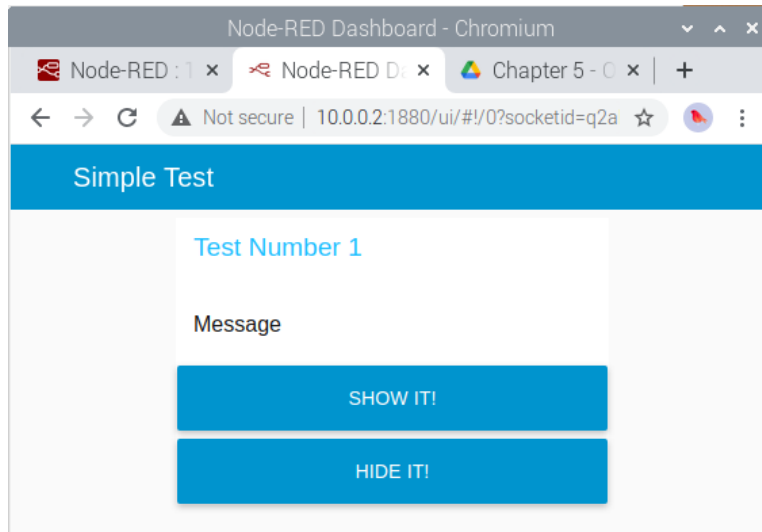 Node-RED Dashboard - Chromium
Node-RED : 1
Node-RED Da
Chapter 5 - O
Not secure | 10.0.0.2:1880/ui/#!/0?socketid=q2a
Simple Test
Test Number 1
Message
SHOW IT!
HIDE IT!